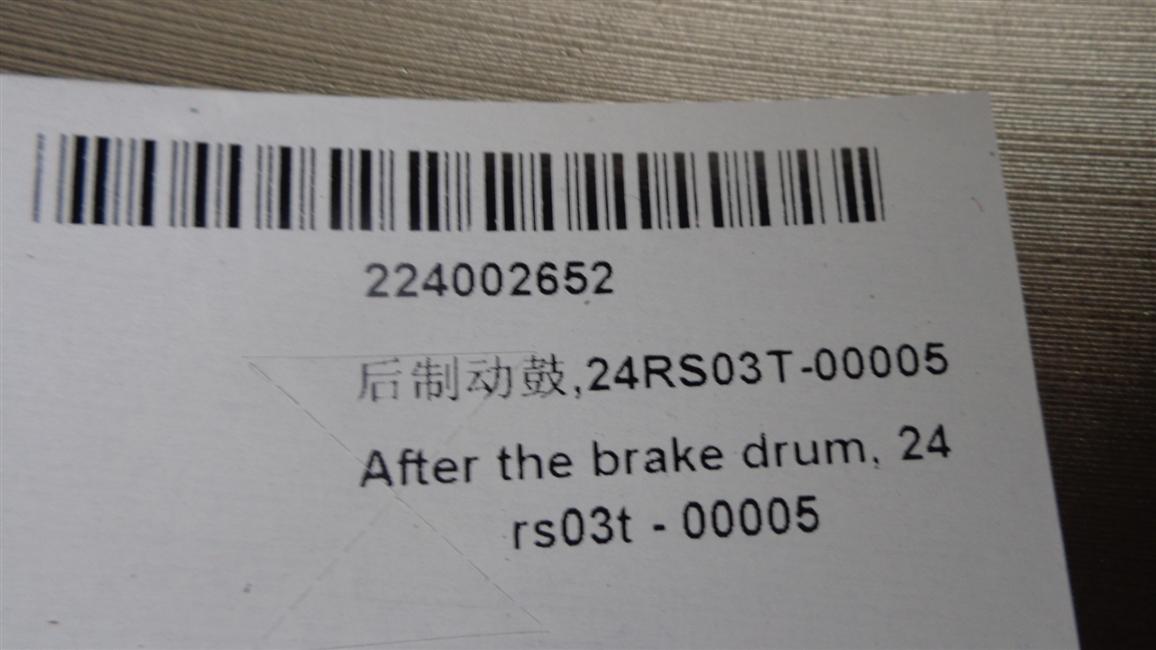 224002652
后制动鼓,24RS03T-00005
After the brake drum, 24
rs03t - 00005